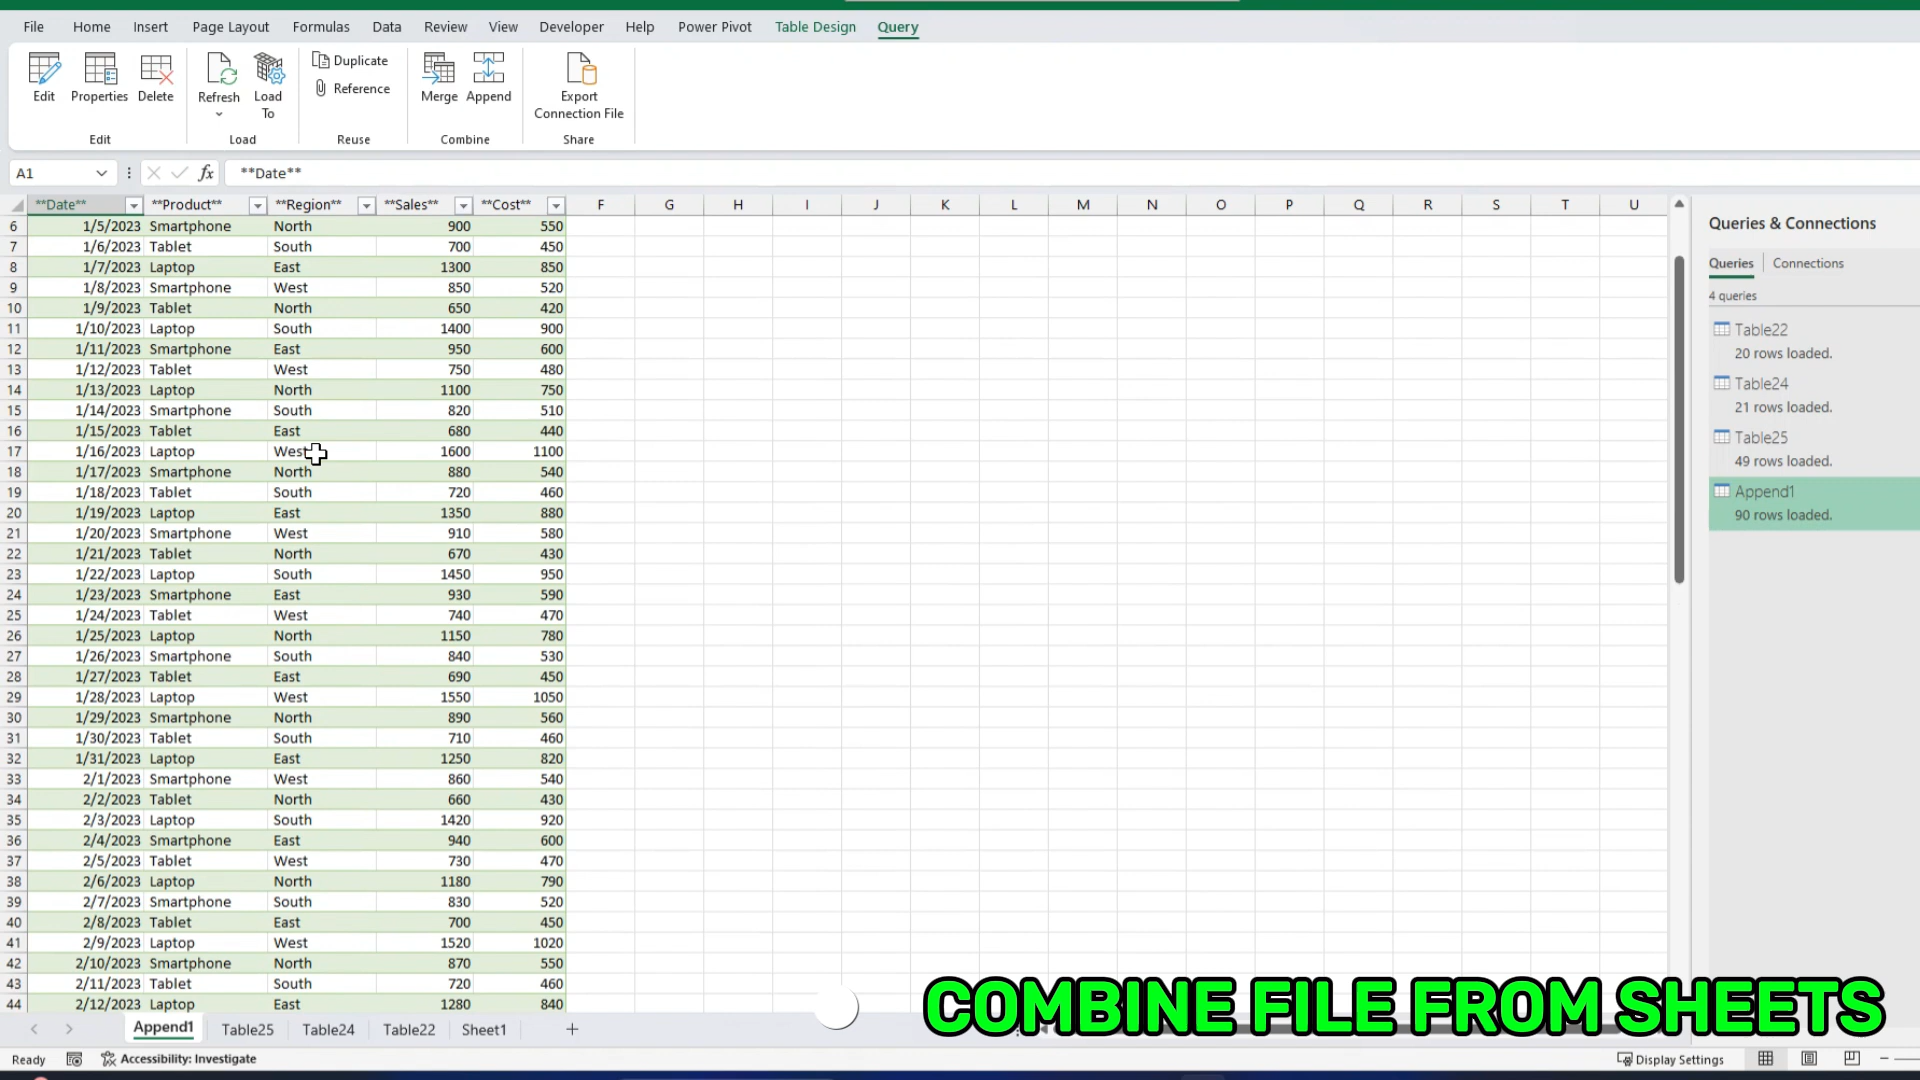 File Home Insert Page Layout Formulas Data Review View Developer Help Power Pivot Table Design Query
Edit Properties Delete Refresh Load To Duplicate Reference Merge Append Export Connection File
Edit Load Reuse Combine Share
A1 fx **Date**
**Date** **Product** **Region** **Sales** **Cost** F G H I J K L M N O P Q R S T U
6 1/5/2023 Smartphone North 900 550
7 1/6/2023 Tablet South 700 450
8 1/7/2023 Laptop East 1300 850
9 1/8/2023 Smartphone West 850 520
10 1/9/2023 Tablet North 650 420
11 1/10/2023 Laptop South 1400 900
12 1/11/2023 Smartphone East 950 600
13 1/12/2023 Tablet West 750 480
14 1/13/2023 Laptop North 1100 750
15 1/14/2023 Smartphone South 820 510
16 1/15/2023 Tablet East 680 440
17 1/16/2023 Laptop West 1600 1100
18 1/17/2023 Smartphone North 880 540
19 1/18/2023 Tablet South 720 460
20 1/19/2023 Laptop East 1350 880
21 1/20/2023 Smartphone West 910 580
22 1/21/2023 Tablet North 670 430
23 1/22/2023 Laptop South 1450 950
24 1/23/2023 Smartphone East 930 590
25 1/24/2023 Tablet West 740 470
26 1/25/2023 Laptop North 1150 780
27 1/26/2023 Smartphone South 840 530
28 1/27/2023 Tablet East 690 450
29 1/28/2023 Laptop West 1550 1050
30 1/29/2023 Smartphone North 890 560
31 1/30/2023 Tablet South 710 460
32 1/31/2023 Laptop East 1250 820
33 2/1/2023 Smartphone West 860 540
34 2/2/2023 Tablet North 660 430
35 2/3/2023 Laptop South 1420 920
36 2/4/2023 Smartphone East 940 600
37 2/5/2023 Tablet West 730 470
38 2/6/2023 Laptop North 1180 790
39 2/7/2023 Smartphone South 830 520
40 2/8/2023 Tablet East 700 450
41 2/9/2023 Laptop West 1520 1020
42 2/10/2023 Smartphone North 870 550
43 2/11/2023 Tablet South 720 460
44 2/12/2023 Laptop East 1280 840
Queries & Connections
Queries Connections
4 queries
Table22
20 rows loaded.
Table24
21 rows loaded.
Table25
49 rows loaded.
Append1
90 rows loaded.
COMBINE FILE FROM SHEETS
Append1 Table25 Table24 Table22 Sheet1
Ready Accessibility: Investigate Display Settings